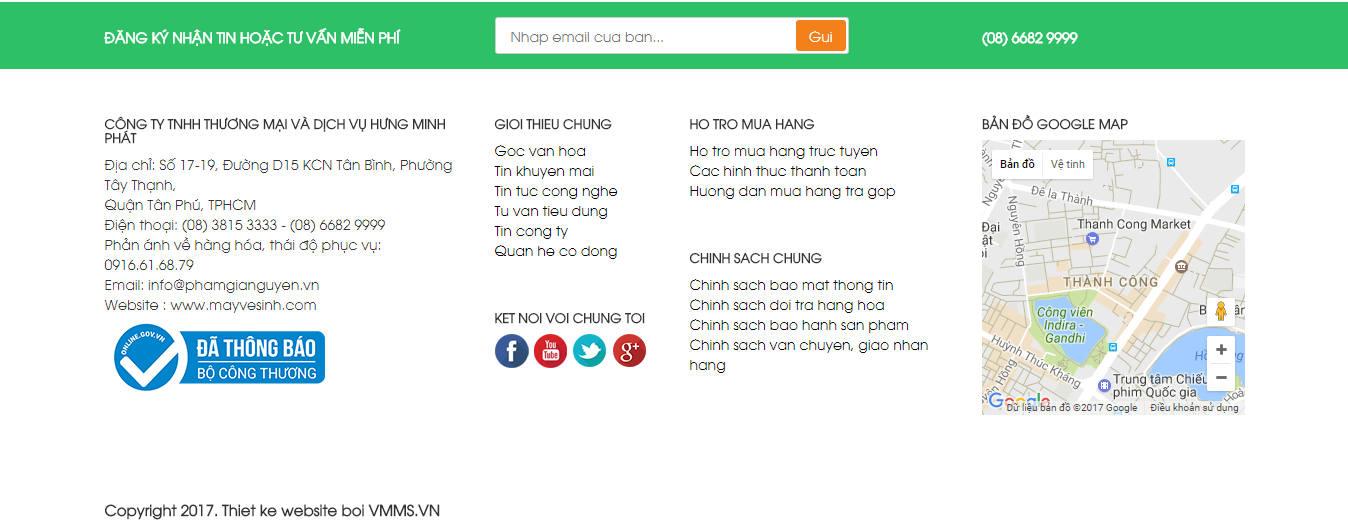 ĐĂNG KÝ NHẬN TIN HOẶC TƯ VẤN MIỄN PHÍ
Nhap email cua ban...
Gui
(08) 6682 9999
CÔNG TY TNHH THƯƠNG MẠI VÀ DỊCH VỤ HƯNG MINH
PHÁT
Địa chỉ: Số 17-19, Đường D15 KCN Tân Bình, Phường
Tây Thạnh,
Quận Tân Phú, TPHCM
Điện thoại: (08) 3815 3333 - (08) 6682 9999
Phản ánh về hàng hóa, thái độ phục vụ:
0916.61.68.79
Email: info@phamgianguyen.vn
Website : www.mayvesinh.com
ONLINE.GOV.VN
ĐÃ THÔNG BÁO
BỘ CÔNG THƯƠNG
GIOI THIEU CHUNG
Goc van hoa
Tin khuyen mai
Tin tuc cong nghe
Tu van tieu dung
Tin cong ty
Quan he co dong
KET NOI VOI CHUNG TOI
f
You
Tube
g+
HO TRO MUA HANG
Ho tro mua hang truc tuyen
Cac hinh thuc thanh toan
Huong dan mua hang tra gop
CHINH SACH CHUNG
Chinh sach bao mat thong tin
Chinh sach doi tra hang hoa
Chinh sach bao hanh san pham
Chinh sach van chuyen, giao nhan
hang
BẢN ĐỒ GOOGLE MAP
Bản đồ
Vệ tinh
Đê la Thành
Nguyên Hồng
Thanh Cong Market
Đại
THÀNH CÔNG
Công viên
Indira -
Gandhi
Huỳnh Thúc Kháng
Trung tâm Chiếu
phim Quốc gia
Google
Dữ liệu bản đồ ©2017 Google
Điều khoản sử dụng
Copyright 2017. Thiet ke website boi VMMS.VN